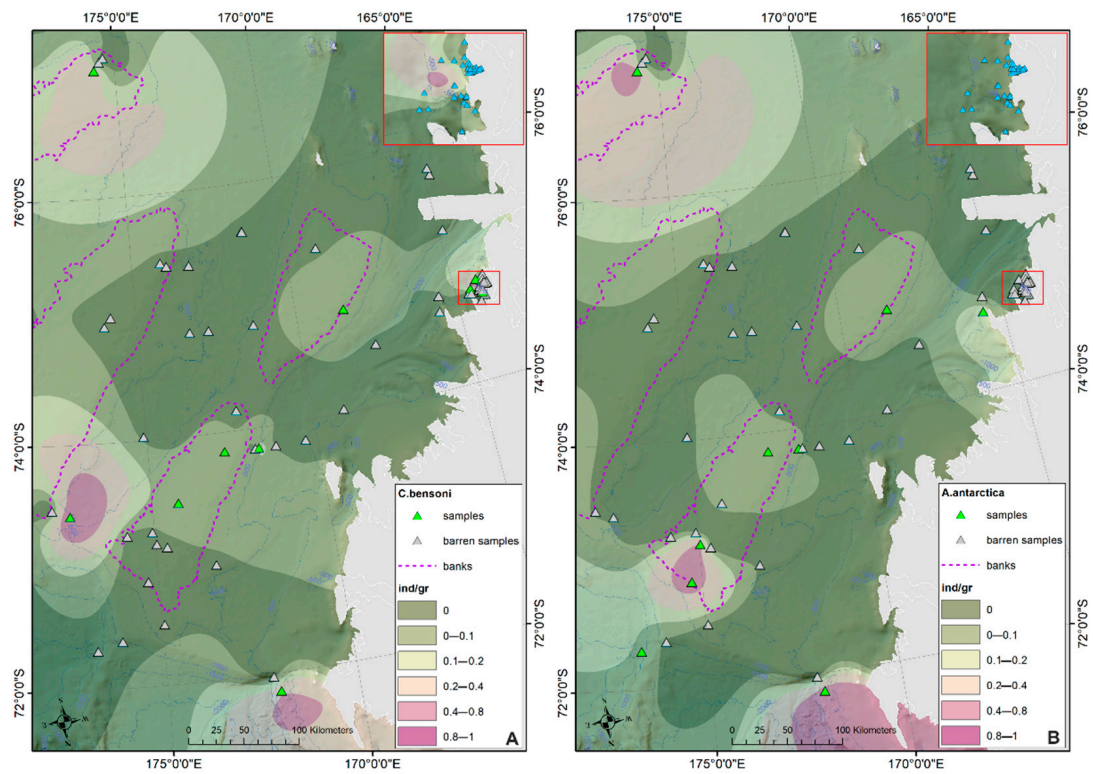 175°0'0"E 170°0'0"E 165°0'0"E
175°0'0"E 170°0'0"E 165°0'0"E
76°0'0"S
76°0'0"S
76°0'0"S
76°0'0"S
74°0'0"S
74°0'0"S
74°0'0"S
74°0'0"S
72°0'0"S
72°0'0"S
72°0'0"S
72°0'0"S
C.bensoni
samples
barren samples
banks
ind/gr
0
0—0.1
0.1—0.2
0.2—0.4
0.4—0.8
0.8—1
A
0 25 50 100 Kilometers
A.antarctica
samples
barren samples
banks
ind/gr
0
0—0.1
0.1—0.2
0.2—0.4
0.4—0.8
0.8—1
B
0 25 50 100 Kilometers
175°0'0"E 170°0'0"E
175°0'0"E 170°0'0"E